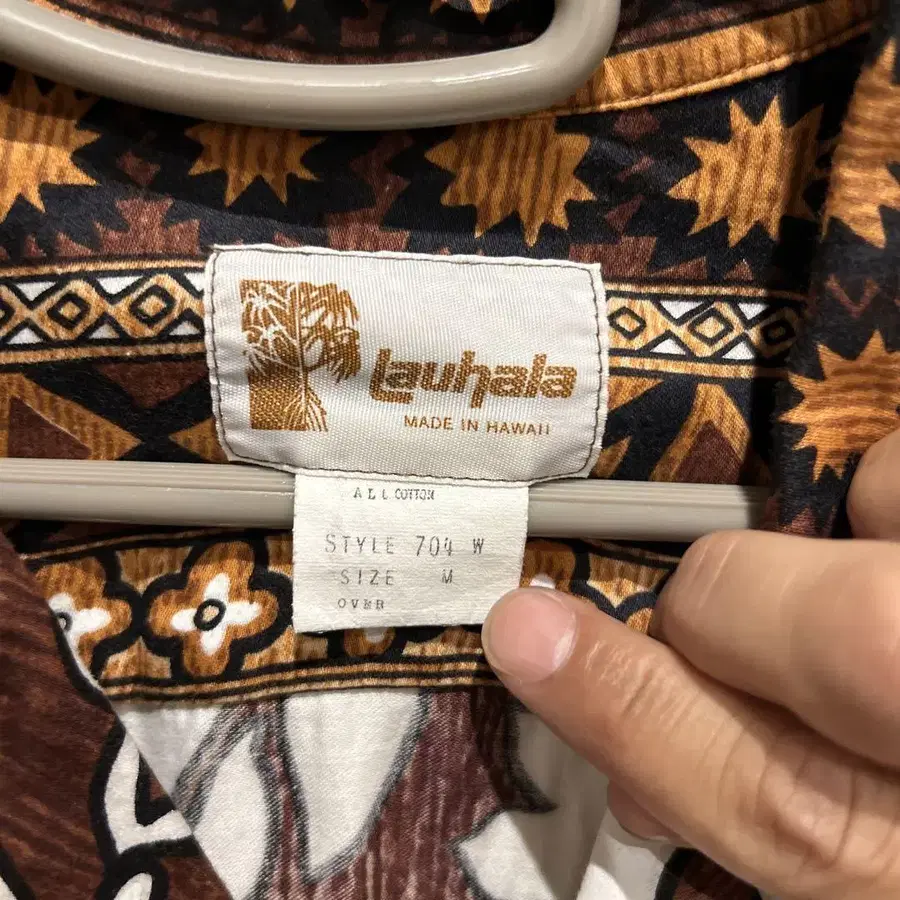 Lauhala
MADE IN HAWAII
ALL COTTON
STYLE 704 W
SIZE M
OVER